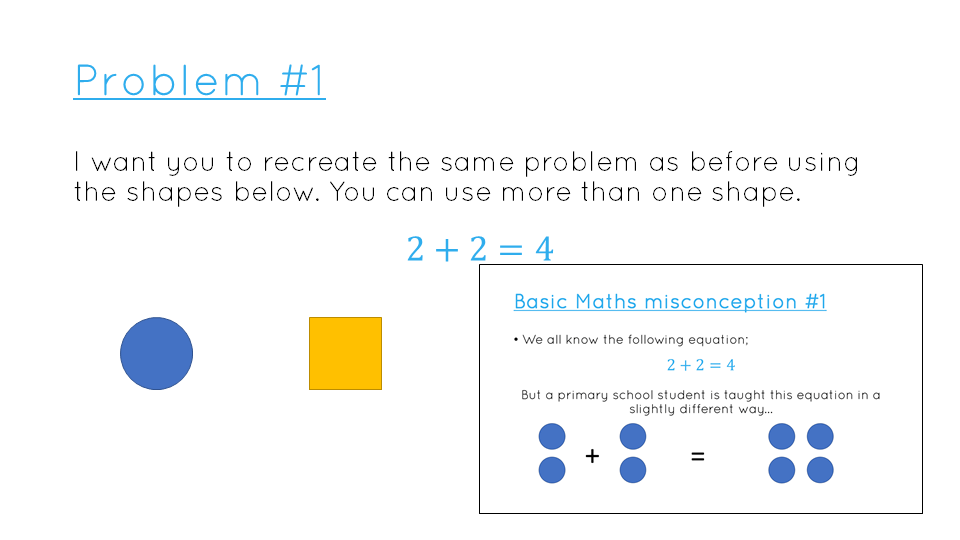 Problem #1
I want you to recreate the same problem as before using
the shapes below. You can use more than one shape.
2 + 2 = 4
Basic Maths misconception #1
• We all know the following equation;
2 + 2 = 4
But a primary school student is taught this equation in a
slightly different way...
+ =